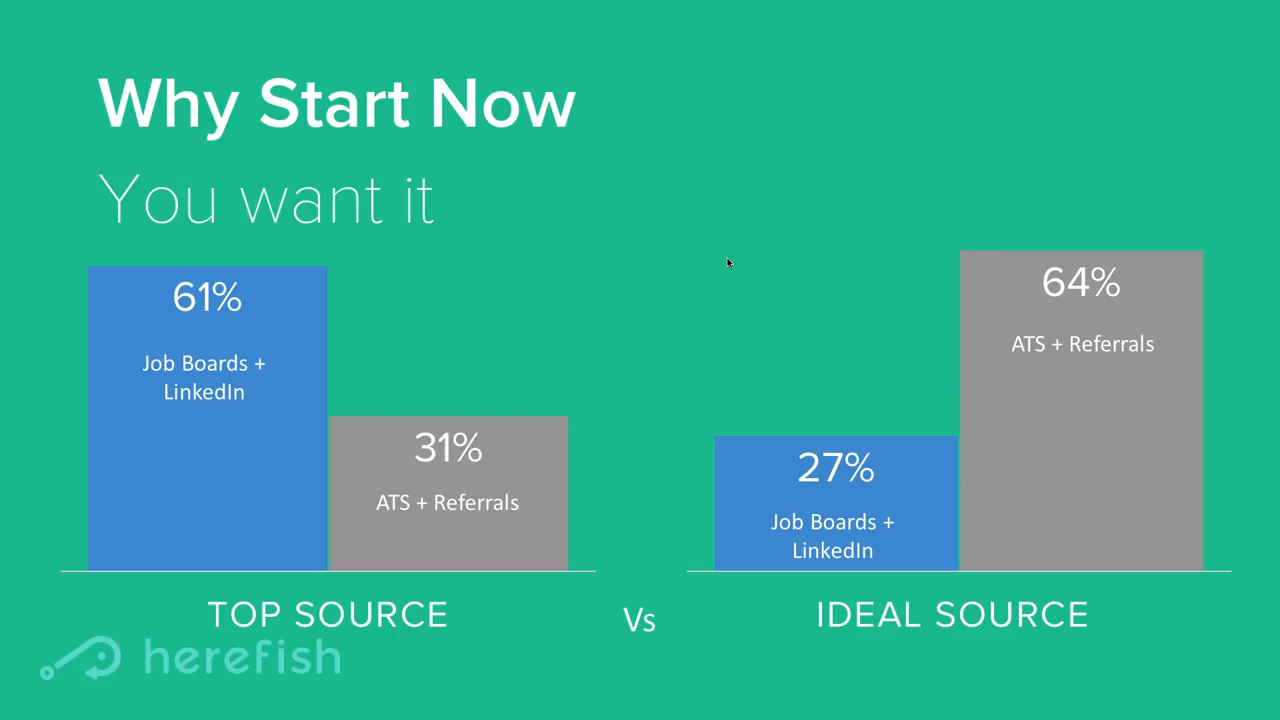 Why Start Now
You want it
61%
Job Boards +
LinkedIn
31%
ATS + Referrals
TOP SOURCE
Vs
27%
Job Boards +
LinkedIn
64%
ATS + Referrals
IDEAL SOURCE
herefish